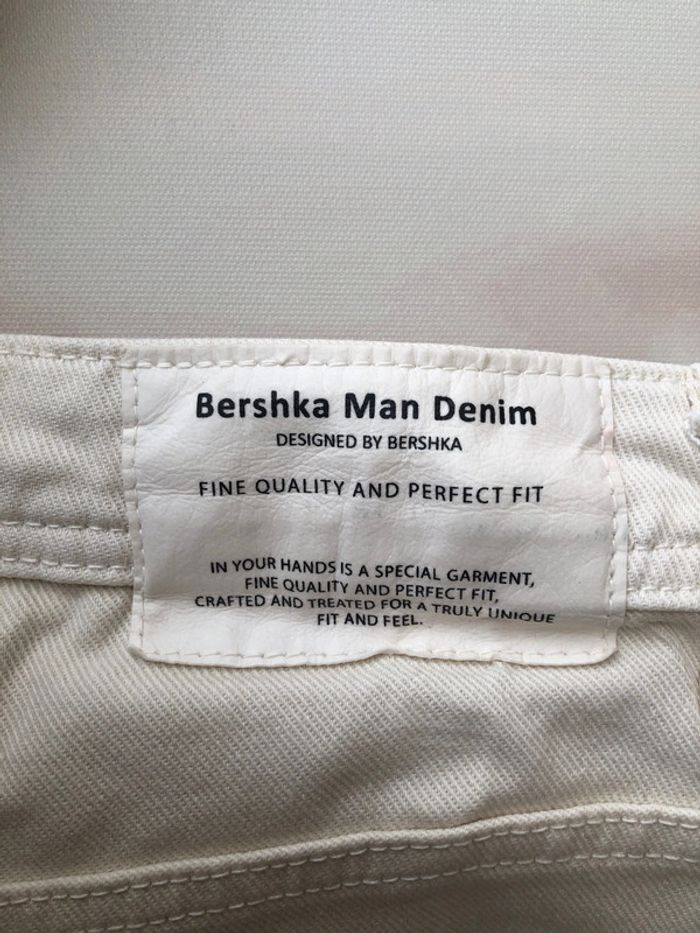 Bershka Man Denim
DESIGNED BY BERSHKA
FINE QUALITY AND PERFECT FIT
IN YOUR HANDS IS A SPECIAL GARMENT,
FINE QUALITY AND PERFECT FIT,
CRAFTED AND TREATED FOR A TRULY UNIQUE
FIT AND FEEL.